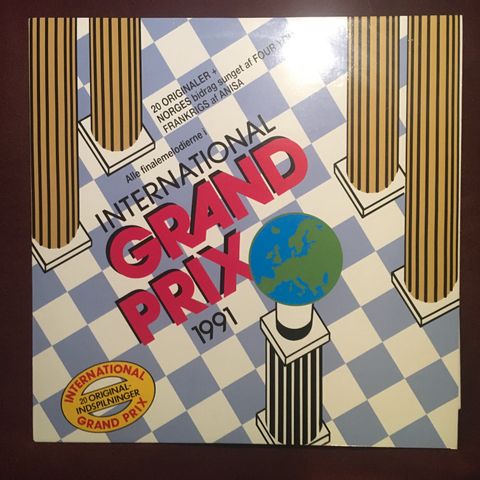 20 ORIGINALER +
NORGES bidrag sunget af FOUR
FRANKRIGS af ANISA
Alle finalemelodierne i
INTERNATIONAL
GRAND
PRIX
1991
INTERNATIONAL
20 ORIGINAL-
INDSPILNINGER
GRAND PRIX